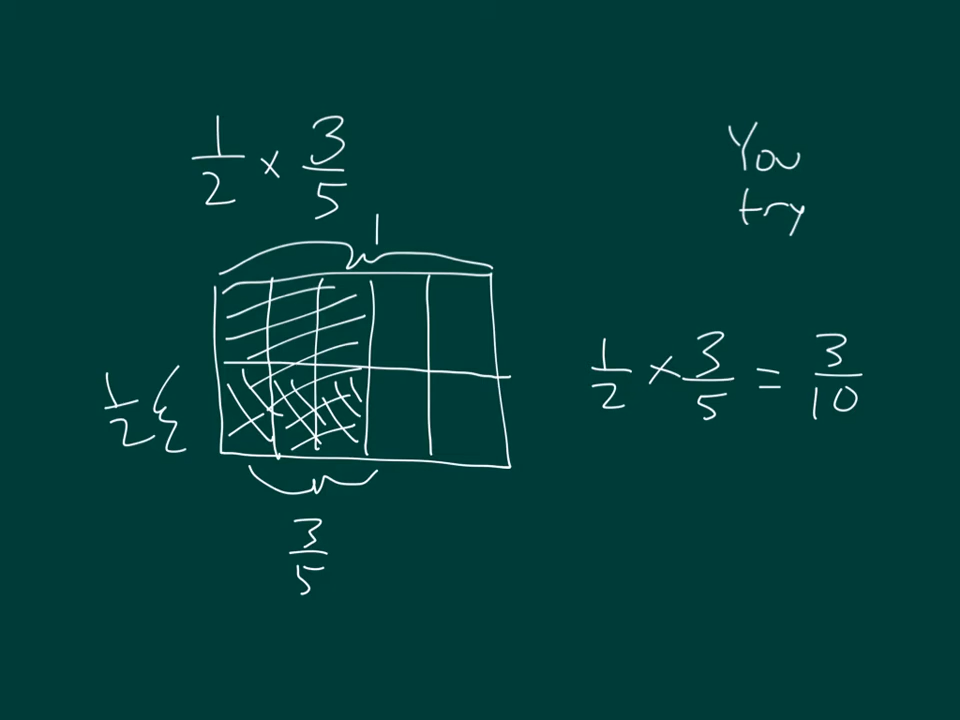 1/2 × 3/5
You
try
1
1/2 × 3/5 = 3/10
1/2
3/5